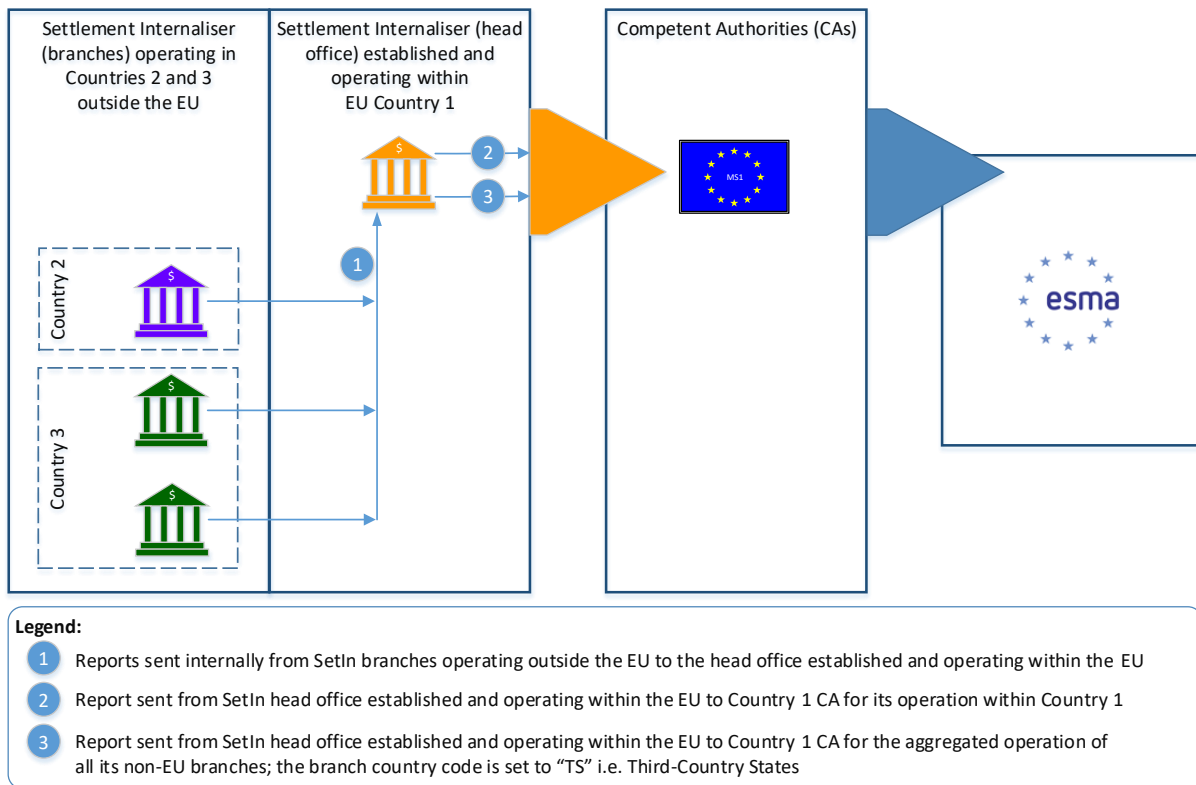 Settlement Internaliser
(branches) operating in
Countries 2 and 3
outside the EU
Settlement Internaliser (head
office) established and
operating within
EU Country 1
Competent Authorities (CAs)
$
2
3
MS1
1
Country 2
$
esma
Country 3
$
$
Legend:
1 Reports sent internally from SetIn branches operating outside the EU to the head office established and operating within the EU
2 Report sent from SetIn head office established and operating within the EU to Country 1 CA for its operation within Country 1
3 Report sent from SetIn head office established and operating within the EU to Country 1 CA for the aggregated operation of
all its non-EU branches; the branch country code is set to “TS” i.e. Third-Country States